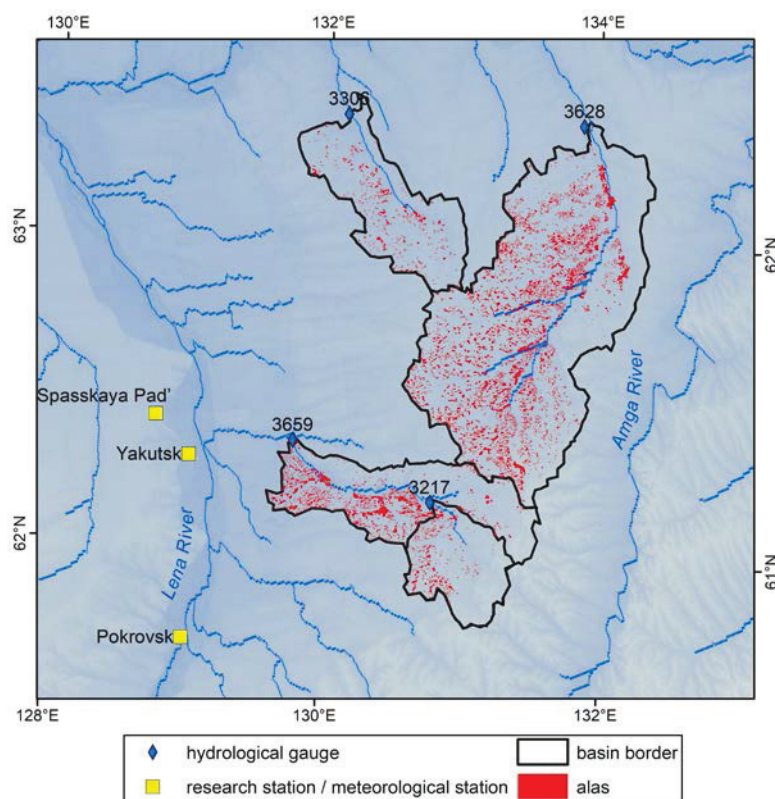 130°E 132°E 134°E
3306
3628
63°N
62°N
Spasskaya Pad'
3659
Yakutsk
3217
Amga River
62°N
Lena River
61°N
Pokrovsk
128°E 130°E 132°E
hydrological gauge
basin border
research station / meteorological station
alas